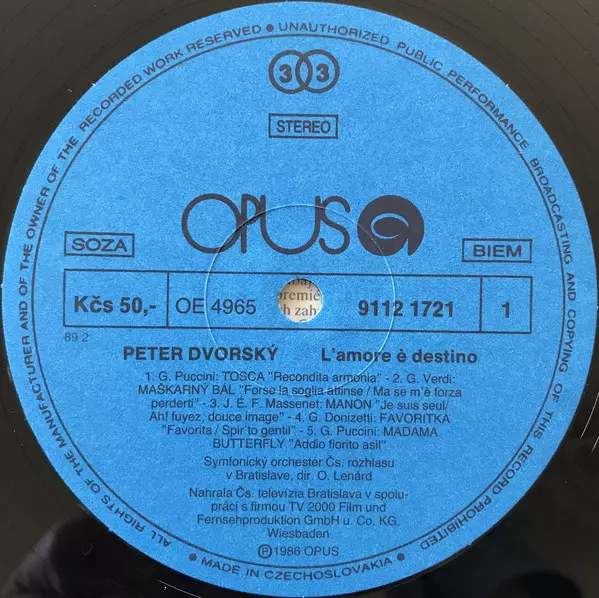 ALL RIGHTS OF THE MANUFACTURER AND OF THE OWNER OF THE RECORDED WORK RESERVED • UNAUTHORIZED PUBLIC PERFORMANCE BROADCASTING AND COPYING OF THIS RECORD PROHIBITED
• MADE IN CZECHOSLOVAKIA •
33
STEREO
OPUS
SOZA
BIEM
Kčs 50,- OE 4965 9112 1721 1
89 2
baj
premié
h zah
PETER DVORSKÝ L'amore è destino
1. G. Puccini: TOSCA "Recondita armonia" - 2. G. Verdi:
MAŠKARNÝ BÁL "Forse la soglia attinse / Ma se m'è forza
perderti" - 3. J. E. F. Massenet: MANON "Je suis seul/
Ah! fuyez, douce image" - 4. G. Donizetti: FAVORITKA
"Favorita / Spir'to gentil" - 5. G. Puccini: MADAMA
BUTTERFLY "Addio fiorito asil"
Symfonický orchester Čs. rozhlasu
v Bratislave, dir. O. Lenárd
Nahrala Čs. televízia Bratislava v spolu-
práci s firmou TV 2000 Film und
Fernsehproduktion GmbH u. Co. KG.
Wiesbaden
℗ 1986 OPUS